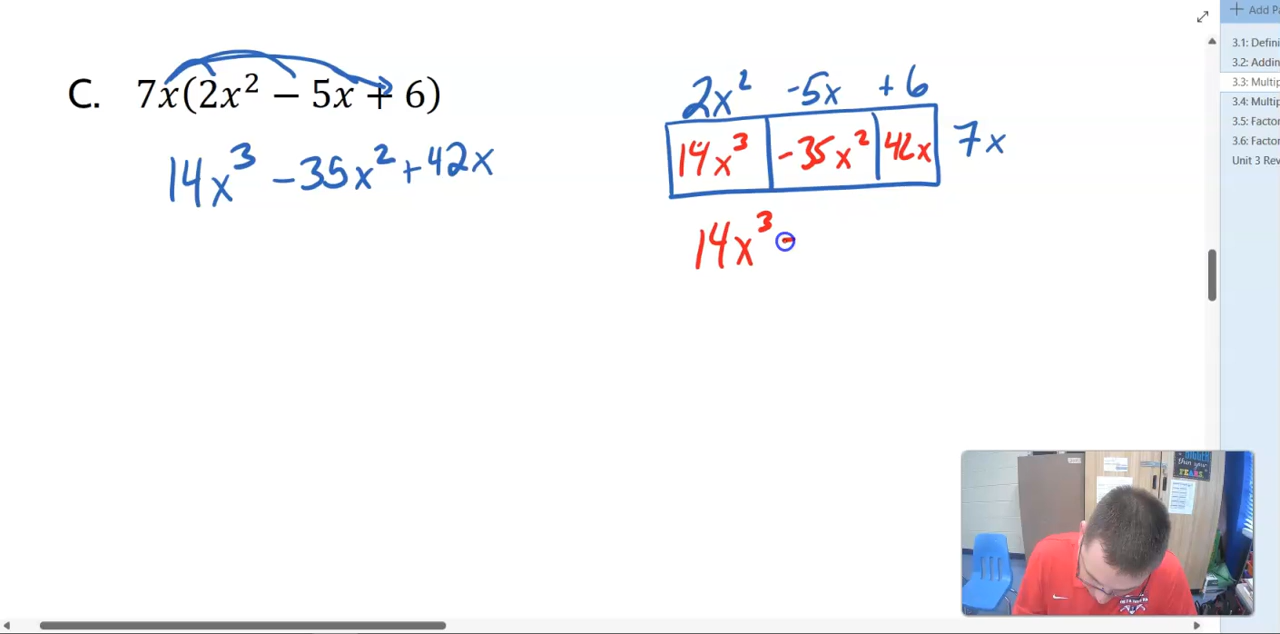 C. 7x(2x² − 5x + 6)
14x³ -35x² +42x
2x² -5x +6
14x³ -35x² 42x 7x
14x³ -
Add Pa
3.1: Defini
3.2: Adding
3.3: Multip
3.4: Multip
3.5: Factor
3.6: Factor
Unit 3 Rev